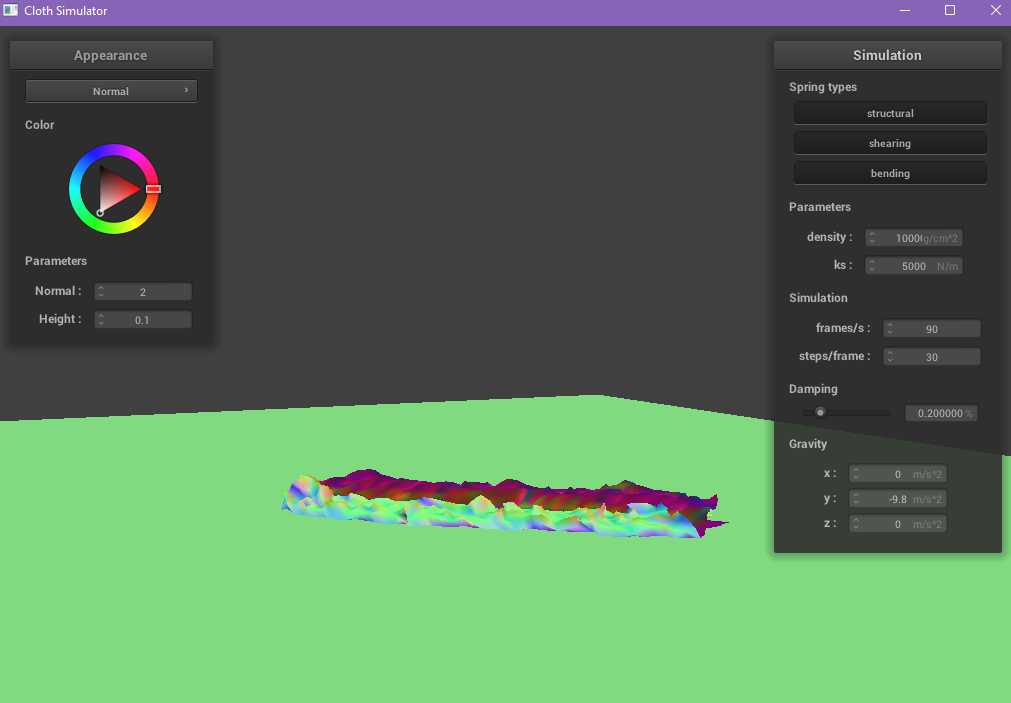 Cloth Simulator
Appearance
Normal
Color
Parameters
Normal : 2
Height : 0.1
Simulation
Spring types
structural
shearing
bending
Parameters
density : 1000 g/cm^2
ks : 5000 N/m
Simulation
frames/s : 90
steps/frame : 30
Damping
0.200000 %
Gravity
x : 0 m/s^2
y : -9.8 m/s^2
z : 0 m/s^2